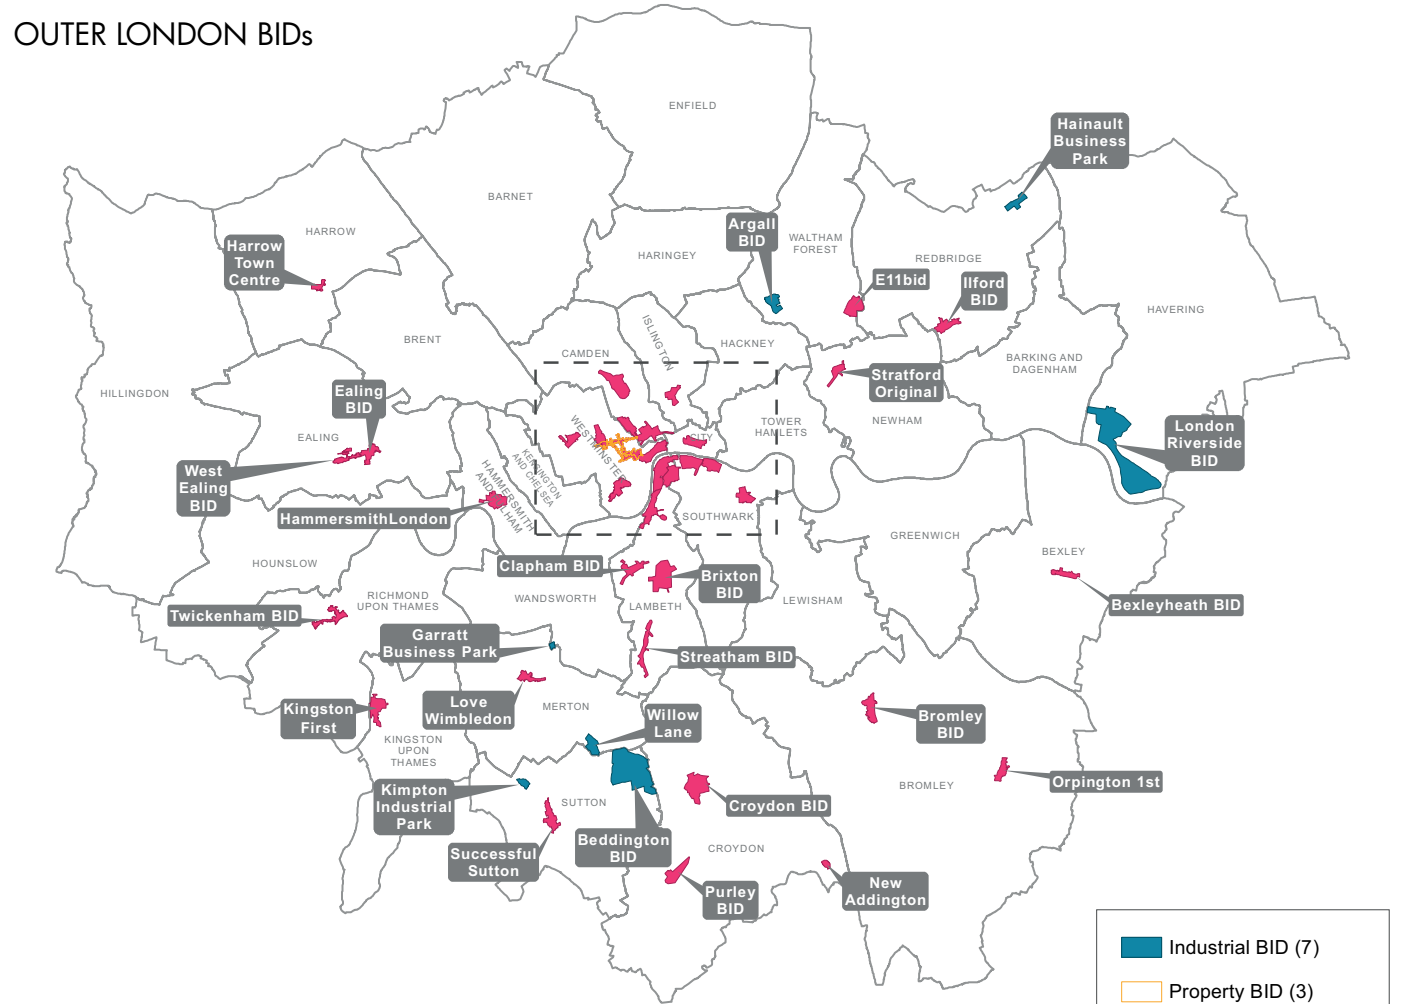 OUTER LONDON BIDs
ENFIELD
Hainault
Business
Park
BARNET
HARROW
Harrow
Town
Centre
HARINGEY
Argall
BID
WALTHAM
FOREST
REDBRIDGE
E11bid
Ilford
BID
HAVERING
ISLINGTON
HACKNEY
BRENT
CAMDEN
BARKING AND
DAGENHAM
HILLINGDON
Ealing
BID
Stratford
Original
NEWHAM
EALING
WESTMINSTER
CITY
TOWER
HAMLETS
London
Riverside
BID
West
Ealing
BID
KENSINGTON
AND CHELSEA
HAMMERSMITH
AND FULHAM
HammersmithLondon
SOUTHWARK
GREENWICH
BEXLEY
HOUNSLOW
Clapham BID
Brixton
BID
RICHMOND
UPON THAMES
WANDSWORTH
LAMBETH
LEWISHAM
Bexleyheath BID
Twickenham BID
Garratt
Business Park
Streatham BID
Kingston
First
Love
Wimbledon
MERTON
Willow
Lane
Bromley
BID
KINGSTON
UPON
THAMES
Kimpton
Industrial
Park
SUTTON
Croydon BID
BROMLEY
Orpington 1st
Successful
Sutton
Beddington
BID
CROYDON
Purley
BID
New
Addington
Industrial BID (7)
Property BID (3)